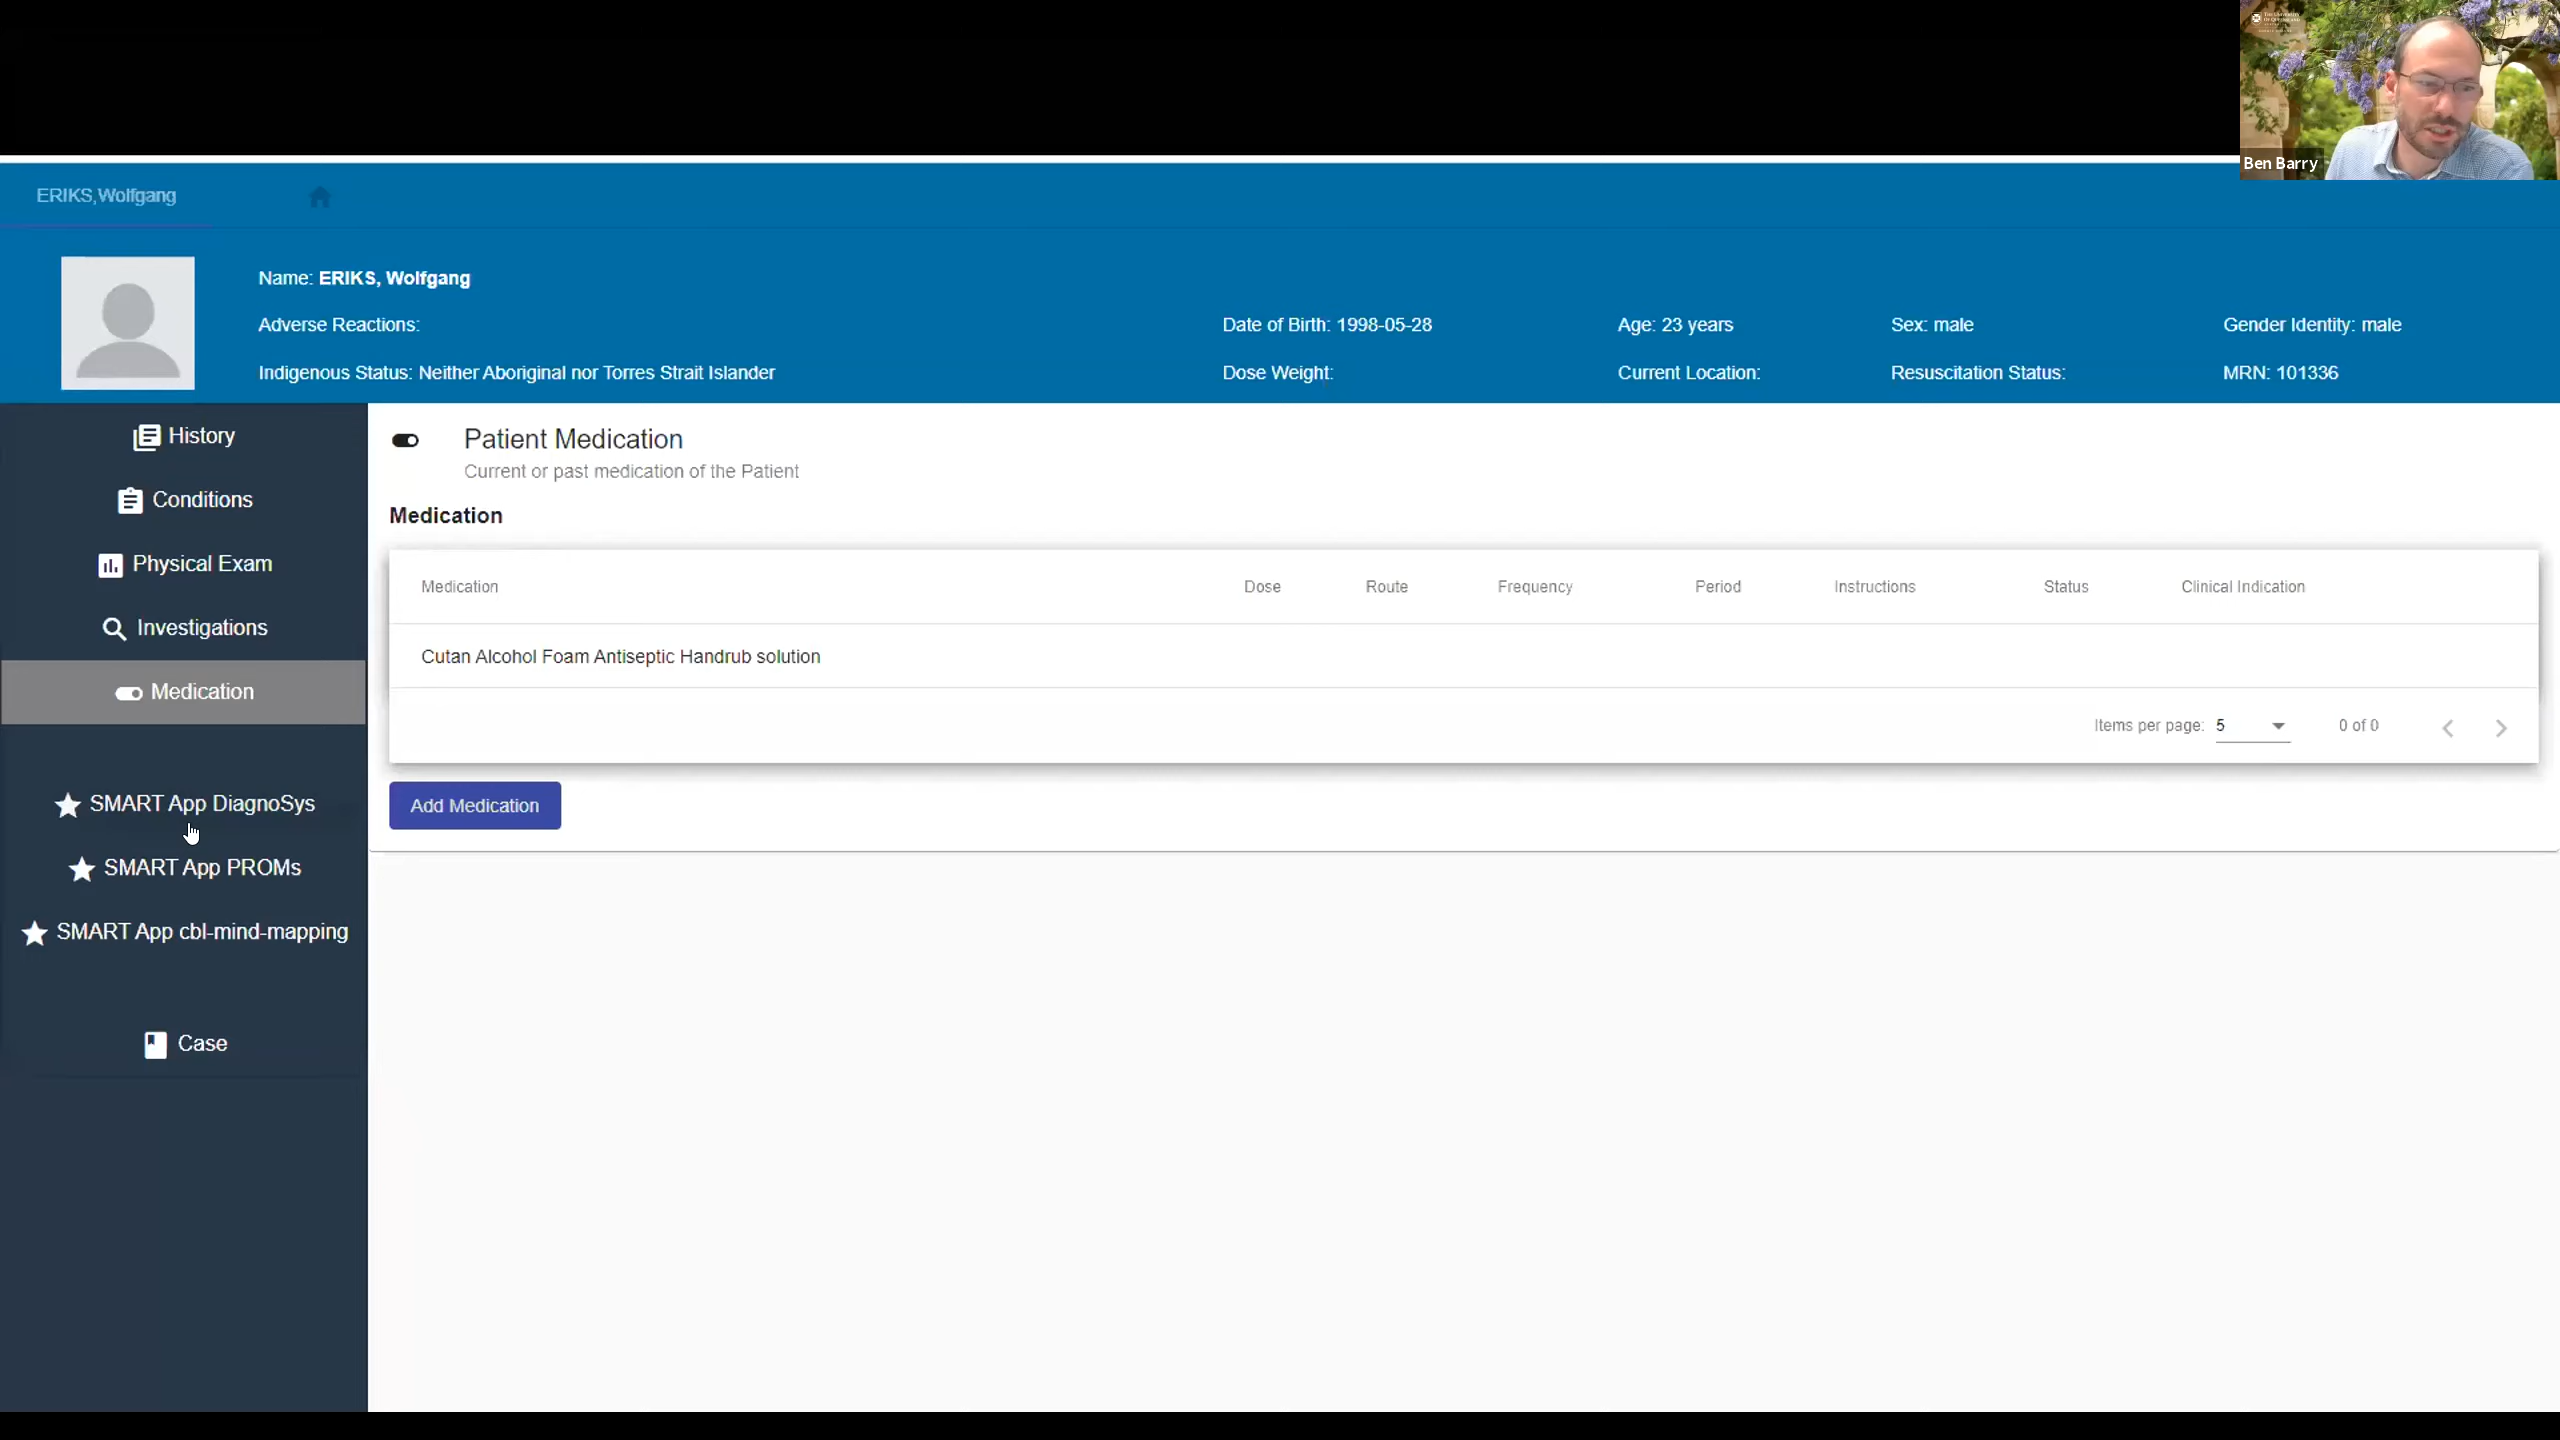 Ben Barry
ERIKS,Wolfgang
Name: ERIKS, Wolfgang
Adverse Reactions:
Date of Birth: 1998-05-28
Age: 23 years
Sex: male
Gender Identity: male
Indigenous Status: Neither Aboriginal nor Torres Strait Islander
Dose Weight:
Current Location:
Resuscitation Status:
MRN: 101336
History
Conditions
Physical Exam
Investigations
Medication
SMART App DiagnoSys
SMART App PROMs
SMART App cbl-mind-mapping
Case
Patient Medication
Current or past medication of the Patient
Medication
Medication Dose Route Frequency Period Instructions Status Clinical Indication
Cutan Alcohol Foam Antiseptic Handrub solution
Items per page: 5 0 of 0
Add Medication